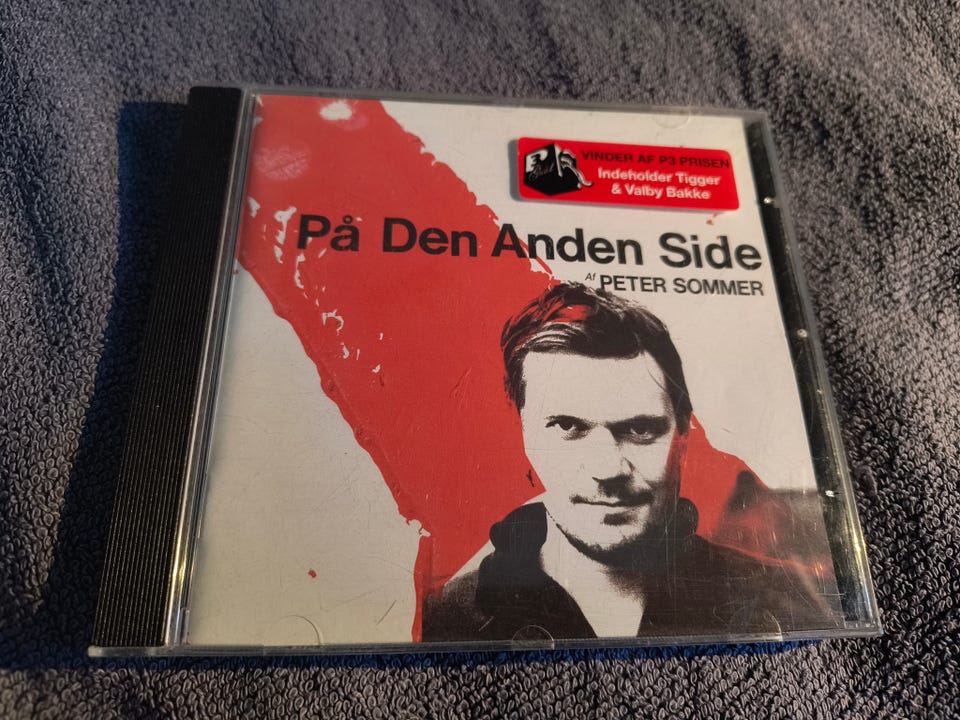 VINDER AF P3 PRISEN
Indeholder Tigger
& Valby Bakke
På Den Anden Side
Af PETER SOMMER